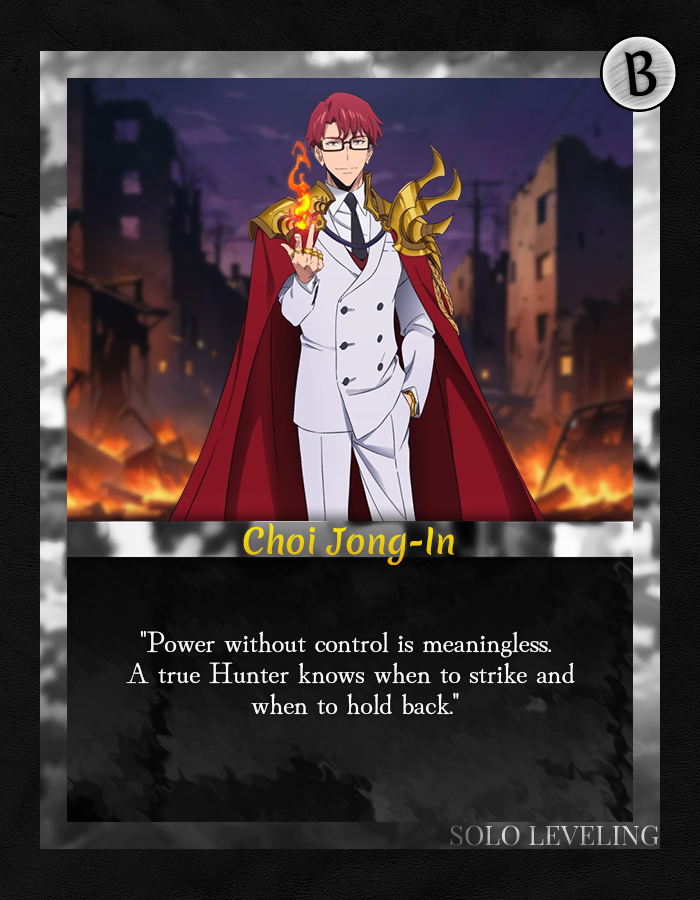 B
Choi Jong-In
"Power without control is meaningless.
A true Hunter knows when to strike and
when to hold back."
SOLO LEVELING